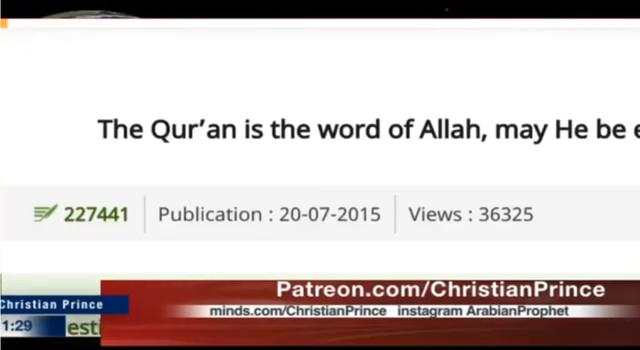 The Qur’an is the word of Allah, may He be e
227441 Publication : 20-07-2015 Views : 36325
Patreon.com/ChristianPrince
Christian Prince
minds.com/ChristianPrince instagram ArabianProphet
1:29 esti